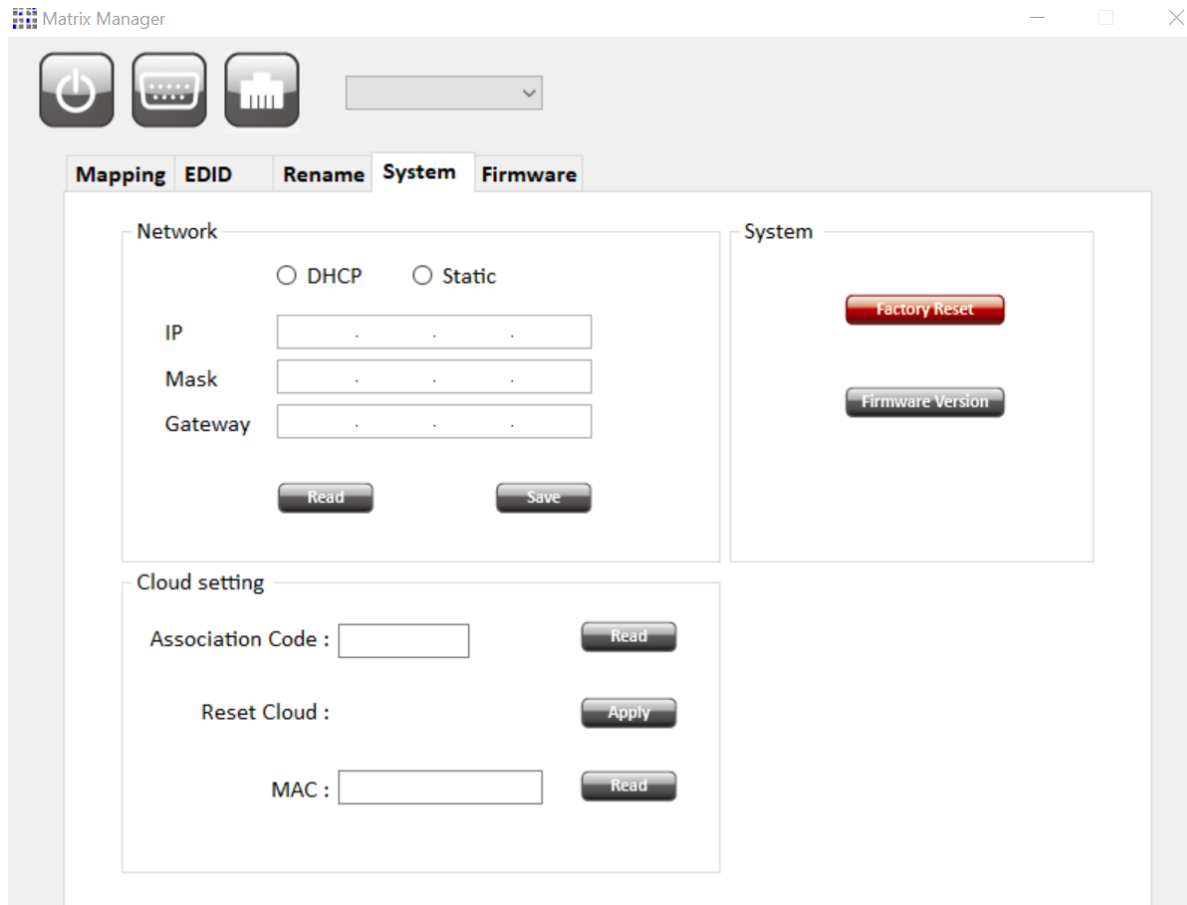 Matrix Manager
Mapping EDID Rename System Firmware
Network
DHCP Static
IP . . .
Mask . . .
Gateway . . .
Read Save
System
Factory Reset
Firmware Version
Cloud setting
Association Code : Read
Reset Cloud : Apply
MAC : Read